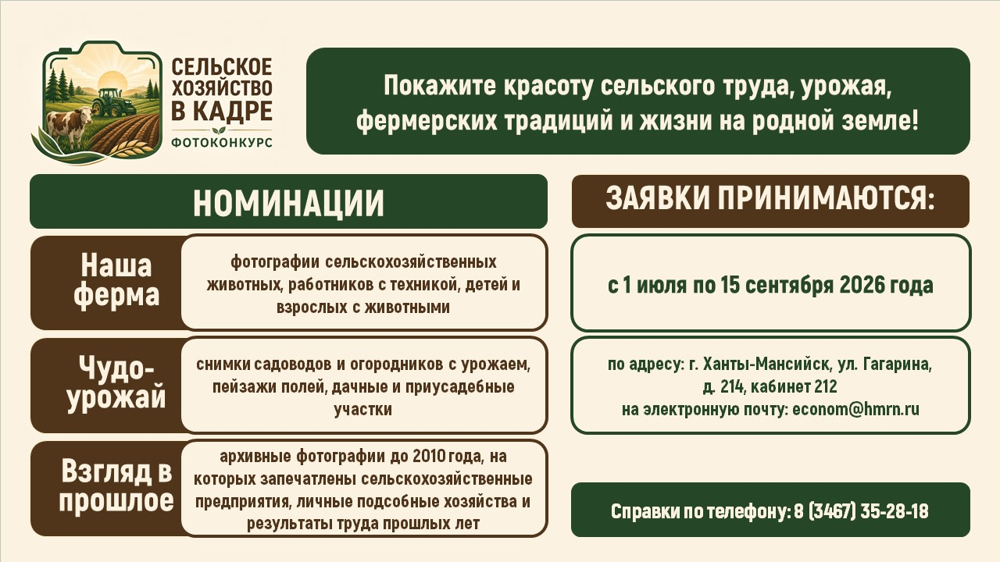 СЕЛЬСКОЕ
ХОЗЯЙСТВО
В КАДРЕ
ФОТОКОНКУРС
Покажите красоту сельского труда, урожая,
фермерских традиций и жизни на родной земле!
НОМИНАЦИИ
Наша
ферма
фотографии сельскохозяйственных
животных, работников с техникой, детей и
взрослых с животными
Чудо-
урожай
снимки садоводов и огородников с урожаем,
пейзажи полей, дачные и приусадебные
участки
Взгляд в
прошлое
архивные фотографии до 2010 года, на
которых запечатлены сельскохозяйственные
предприятия, личные подсобные хозяйства и
результаты труда прошлых лет
ЗАЯВКИ ПРИНИМАЮТСЯ:
с 1 июля по 15 сентября 2026 года
по адресу: г. Ханты-Мансийск, ул. Гагарина,
д. 214, кабинет 212
на электронную почту: econom@hmrn.ru
Справки по телефону: 8 (3467) 35-28-18